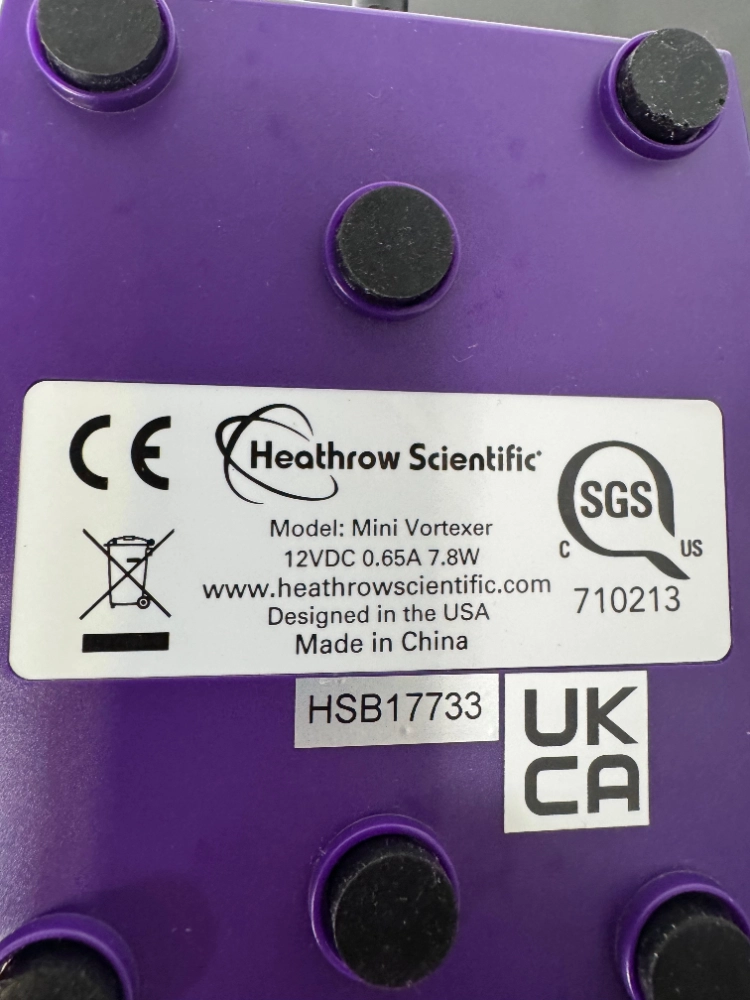 CE
Heathrow Scientific®
Model: Mini Vortexer
12VDC 0.65A 7.8W
www.heathrowscientific.com
Designed in the USA
Made in China
SGS
C US
710213
HSB17733
UK
CA